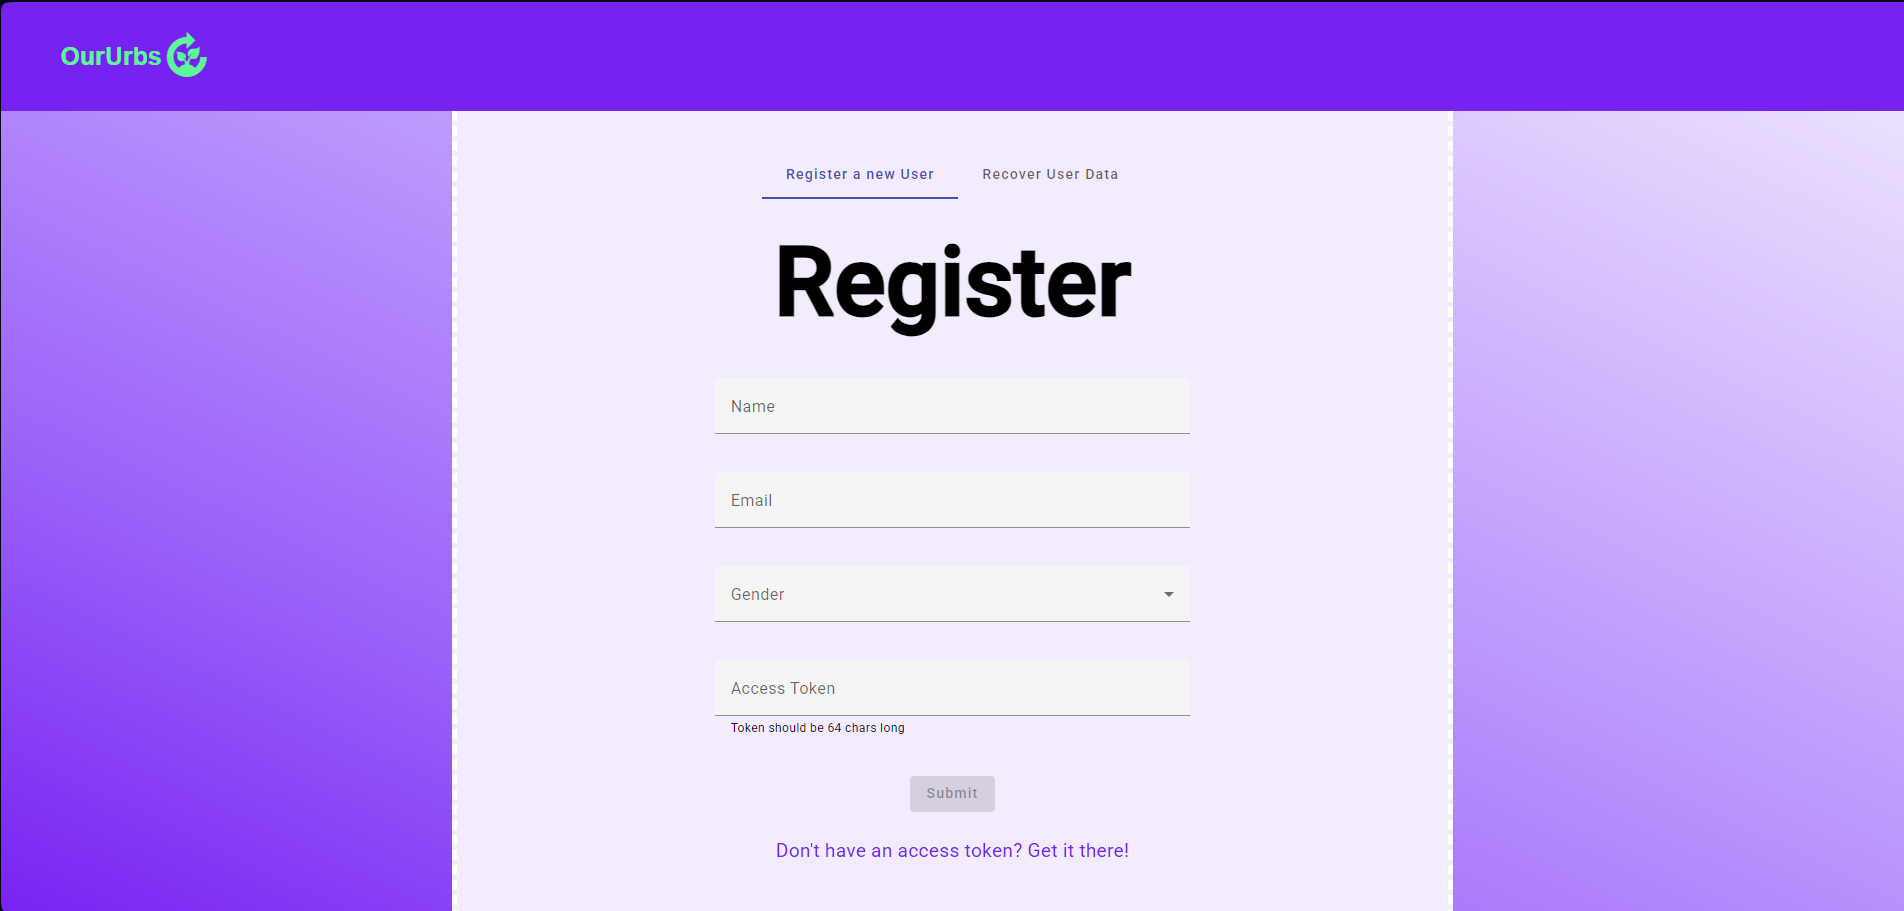 OurUrbs
Register a new User
Recover User Data
Register
Name
Email
Gender
Access Token
Token should be 64 chars long
Submit
Don't have an access token? Get it there!